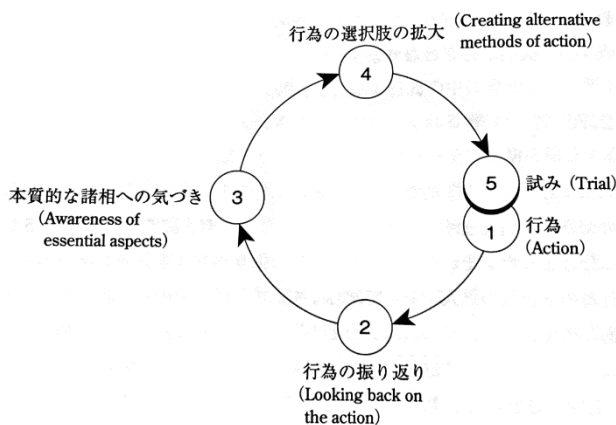 行為の選択肢の拡大 (Creating alternative
methods of action)
4
5
試み (Trial)
行為
(Action)
1
3
本質的な諸相への気づき
(Awareness of
essential aspects)
2
行為の振り返り
(Looking back on
the action)